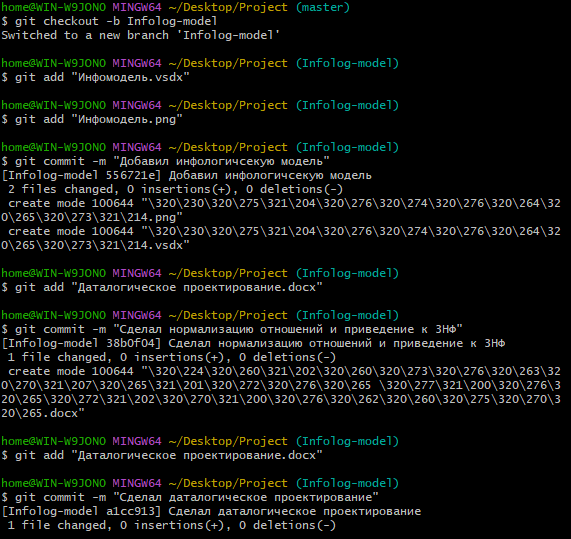 home@WIN-W9JONO MINGW64 ~/Desktop/Project (master)
$ git checkout -b Infolog-model
Switched to a new branch 'Infolog-model'
home@WIN-W9JONO MINGW64 ~/Desktop/Project (Infolog-model)
$ git add "Инфомодель.vsdx"
home@WIN-W9JONO MINGW64 ~/Desktop/Project (Infolog-model)
$ git add "Инфомодель.png"
home@WIN-W9JONO MINGW64 ~/Desktop/Project (Infolog-model)
$ git commit -m "Добавил инфологичсекую модель"
[Infolog-model 556721e] Добавил инфологичсекую модель
 2 files changed, 0 insertions(+), 0 deletions(-)
 create mode 100644 "\320\230\320\275\321\204\320\276\320\274\320\276\320\264\32
0\265\320\273\321\214.png"
 create mode 100644 "\320\230\320\275\321\204\320\276\320\274\320\276\320\264\32
0\265\320\273\321\214.vsdx"
home@WIN-W9JONO MINGW64 ~/Desktop/Project (Infolog-model)
$ git add "Даталогическое проектирование.docx"
home@WIN-W9JONO MINGW64 ~/Desktop/Project (Infolog-model)
$ git commit -m "Сделал нормализацию отношений и приведение к 3НФ"
[Infolog-model 38b0f04] Сделал нормализацию отношений и приведение к 3НФ
 1 file changed, 0 insertions(+), 0 deletions(-)
 create mode 100644 "\320\224\320\260\321\202\320\260\320\273\320\276\320\263\32
0\270\321\207\320\265\321\201\320\272\320\276\320\265 \320\277\321\200\320\276\3
20\265\320\272\321\202\320\270\321\200\320\276\320\262\320\260\320\275\320\270\3
20\265.docx"
home@WIN-W9JONO MINGW64 ~/Desktop/Project (Infolog-model)
$ git add "Даталогическое проектирование.docx"
home@WIN-W9JONO MINGW64 ~/Desktop/Project (Infolog-model)
$ git commit -m "Сделал даталогическое проектирование"
[Infolog-model a1cc913] Сделал даталогическое проектирование
 1 file changed, 0 insertions(+), 0 deletions(-)